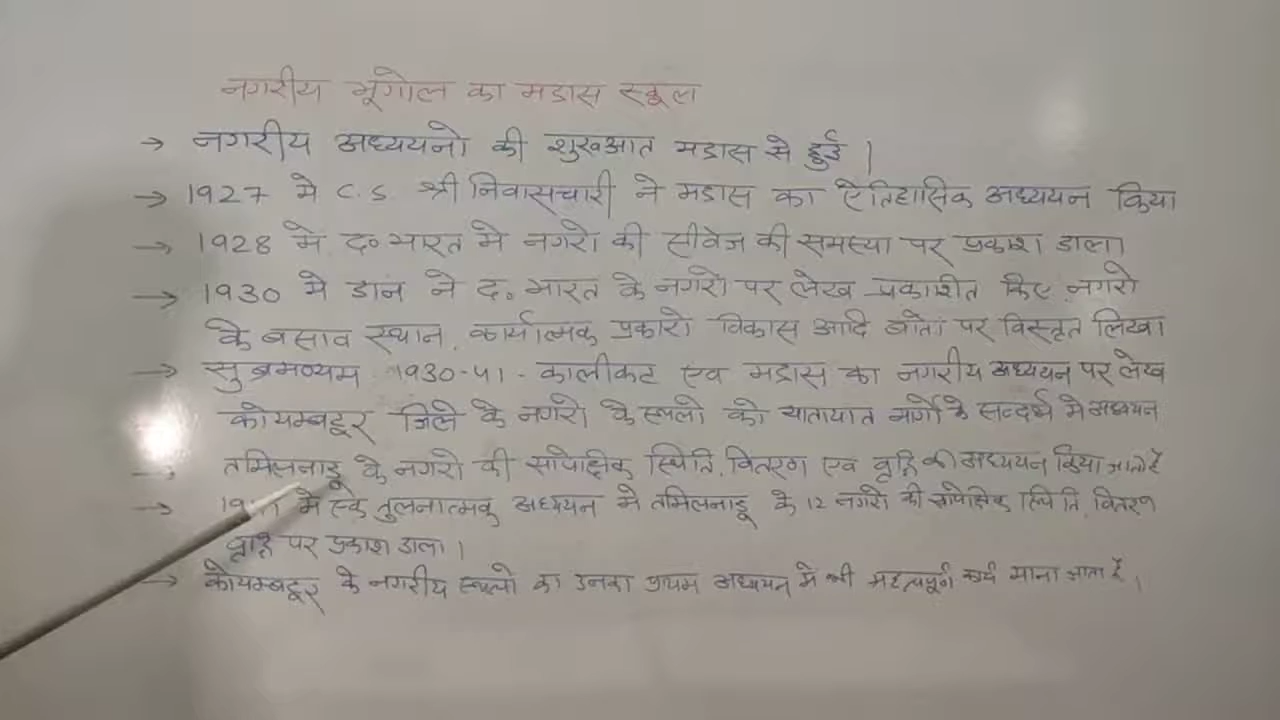 नगरीय भूगोल का मद्रास स्कूल
→ नगरीय अध्ययनो की शुरुआत मद्रास से हुई |
→ 1927 मे C.S. श्री निवासचारी ने मद्रास का ऐतिहासिक अध्ययन किया
→ 1928 मे द० भारत मे नगरो की सीवेज की समस्या पर प्रकाश डाला
→ 1930 मे डान ने द० भारत के नगरो पर लेख प्रकाशित किए नगरो
के बसाव स्थान, कार्यात्मक प्रकारो विकास आदि बातो पर विस्तृत लिखा
→ सुब्रमण्यम 1930-41 - कालीकट एव मद्रास का नगरीय अध्ययन पर लेख
कोयम्बटूर जिले के नगरो के स्थलो को यातायात मार्गो के सन्दर्भ मे अध्ययन
→ तमिलनाडू के नगरो की सापेक्षिक स्थिति, वितरण एव वृद्वि की अध्ययन किया जाता है
→ मे एक तुलनात्मक अध्ययन मे तमिलनाडू के 12 नगरो की सापेक्षिक स्थिति, वितरण
वृद्वि पर प्रकाश डाला |
→ कोयम्बटूर के नगरीय स्थलो का उनका प्रथम अध्ययन मे भी महत्वपूर्ण कार्य माना जाता है |